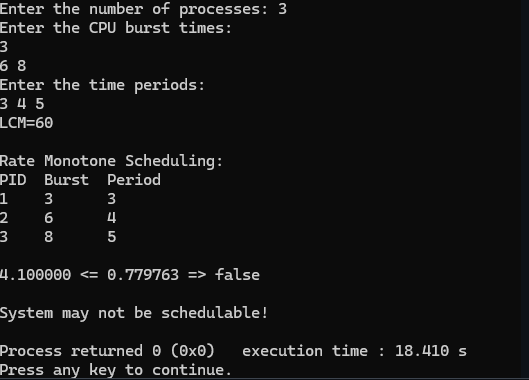 Enter the number of processes: 3
Enter the CPU burst times:
3
6 8
Enter the time periods:
3 4 5
LCM=60
Rate Monotone Scheduling:
PID Burst Period
1 3 3
2 6 4
3 8 5
4.100000 <= 0.779763 => false
System may not be schedulable!
Process returned 0 (0x0) execution time : 18.410 s
Press any key to continue.